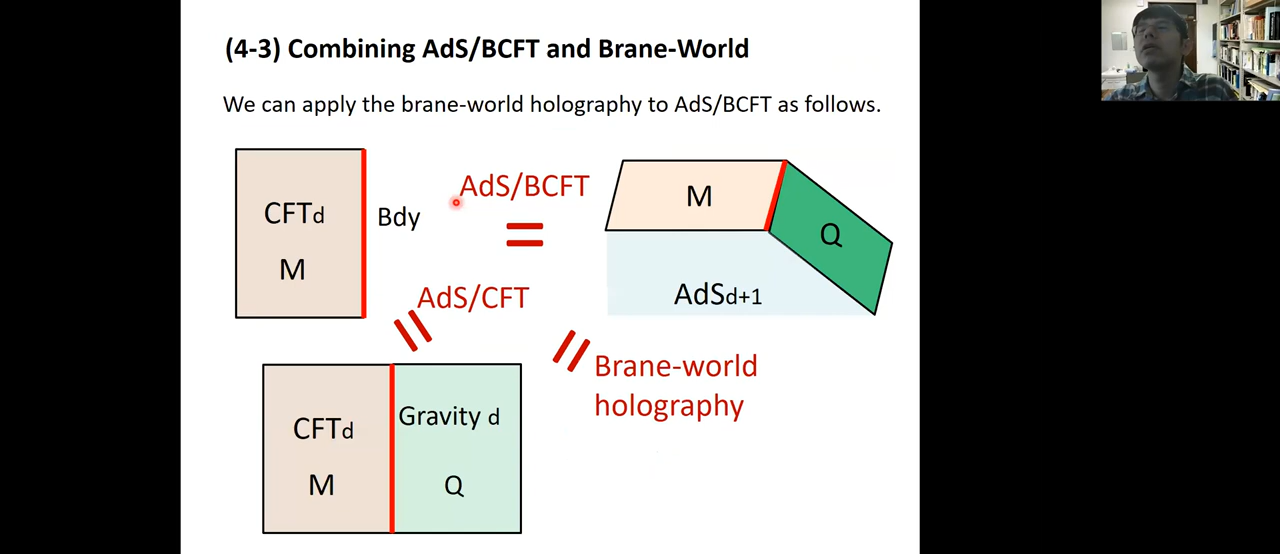 (4-3) Combining AdS/BCFT and Brane-World
We can apply the brane-world holography to AdS/BCFT as follows.
CFTd
M
Bdy
AdS/BCFT
=
M
Q
AdSd+1
AdS/CFT
=
=
Brane-world
holography
CFTd
M
Gravity d
Q